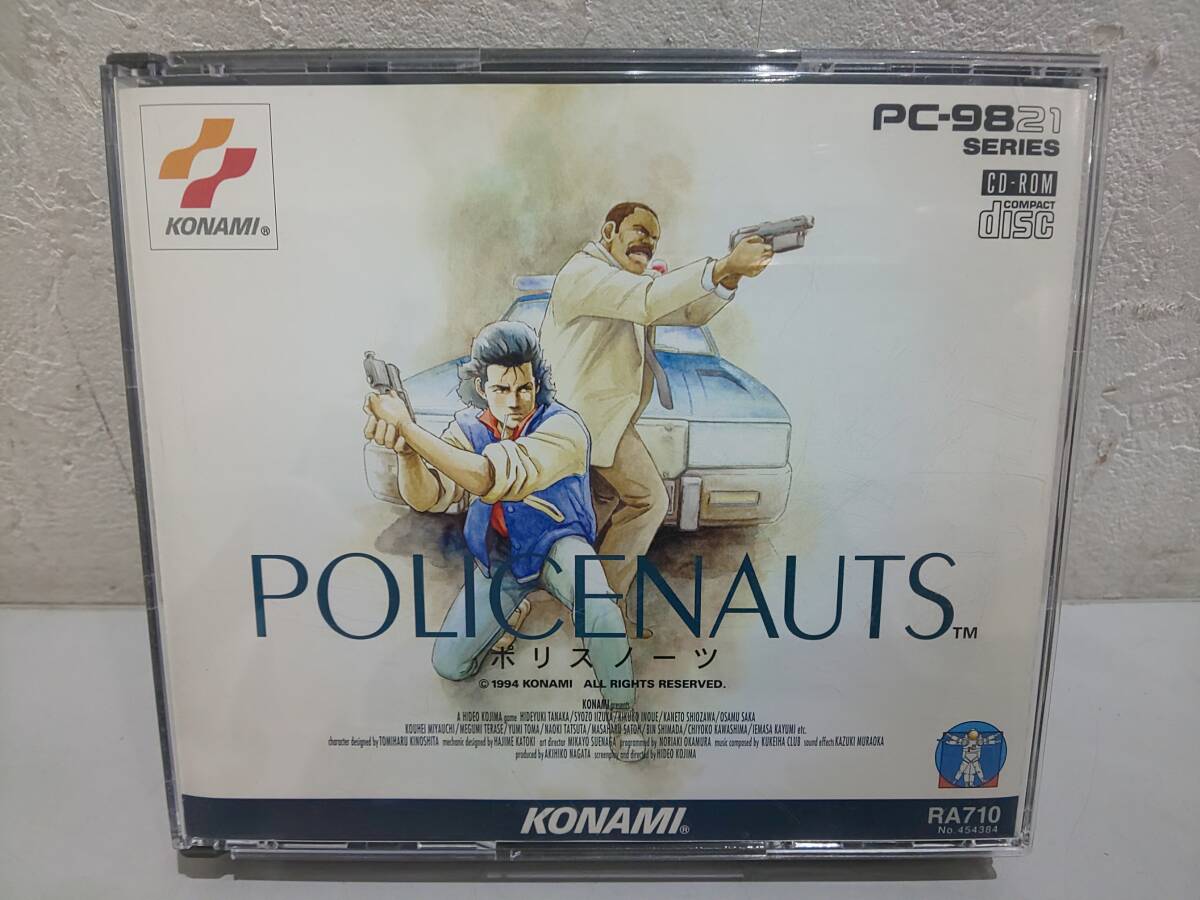 KONAMI®
PC-9821
SERIES
CD-ROM
COMPACT
disc
POLICENAUTS™
ポリスノーツ
©1994 KONAMI ALL RIGHTS RESERVED.
KONAMI presents
A HIDEO KOJIMA game HIDEYUKI TANAKA/SYOZO IIZUKA/KIKUKO INOUE/KANETO SHIOZAWA/OSAMU SAKA
KOUHEI MIYAUCHI/MEGUMI TERASE/YUMI TOMA/NAOKI TATSUTA/MASAHARU SATOH/BIN SHIMADA/CHIYOKO KAWASHIMA/IEMASA KAYUMI etc.
character designed by TOMIHARU KINOSHITA mechanic designed by HAJIME KATOKI art director MIKAYO SUENAGA programmed by NORIAKI OKAMURA music composed by KUKEIHA CLUB sound effects KAZUKI MURAOKA
produced by AKIHIKO NAGATA screenplay and directed by HIDEO KOJIMA
KONAMI®
RA710
No.454384